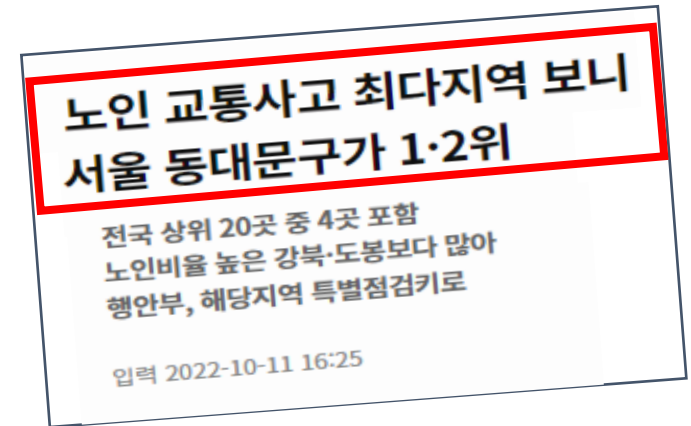 노인 교통사고 최다지역 보니
서울 동대문구가 1·2위
전국 상위 20곳 중 4곳 포함
노인비율 높은 강북·도봉보다 많아
행안부, 해당지역 특별점검키로
입력 2022-10-11 16:25